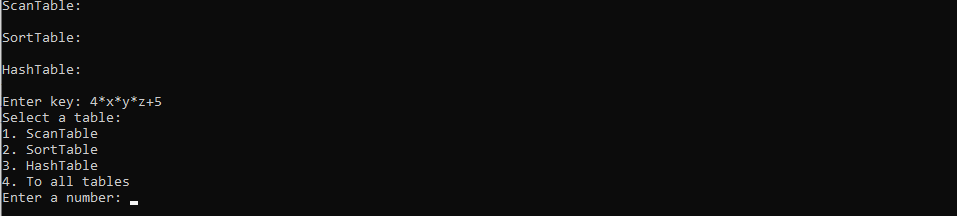 ScanTable:
SortTable:
HashTable:
Enter key: 4*x*y*z+5
Select a table:
1. ScanTable
2. SortTable
3. HashTable
4. To all tables
Enter a number: